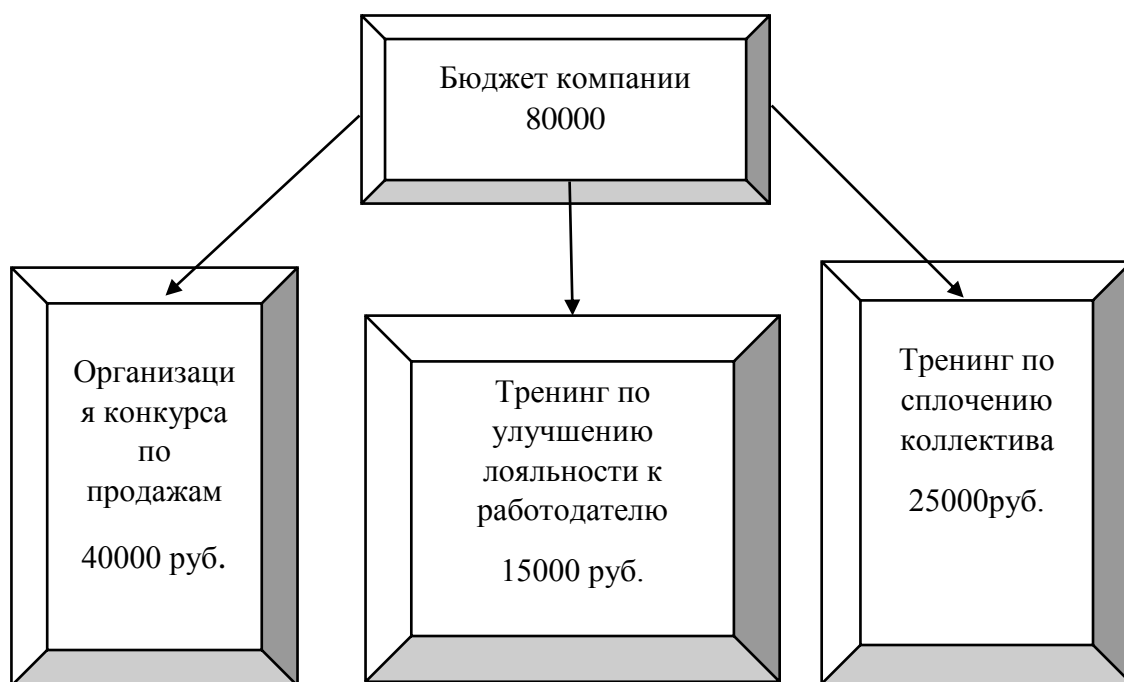 Бюджет компании
80000
Организаци
я конкурса
по
продажам
40000 руб.
Тренинг по
улучшению
лояльности к
работодателю
15000 руб.
Тренинг по
сплочению
коллектива
25000руб.